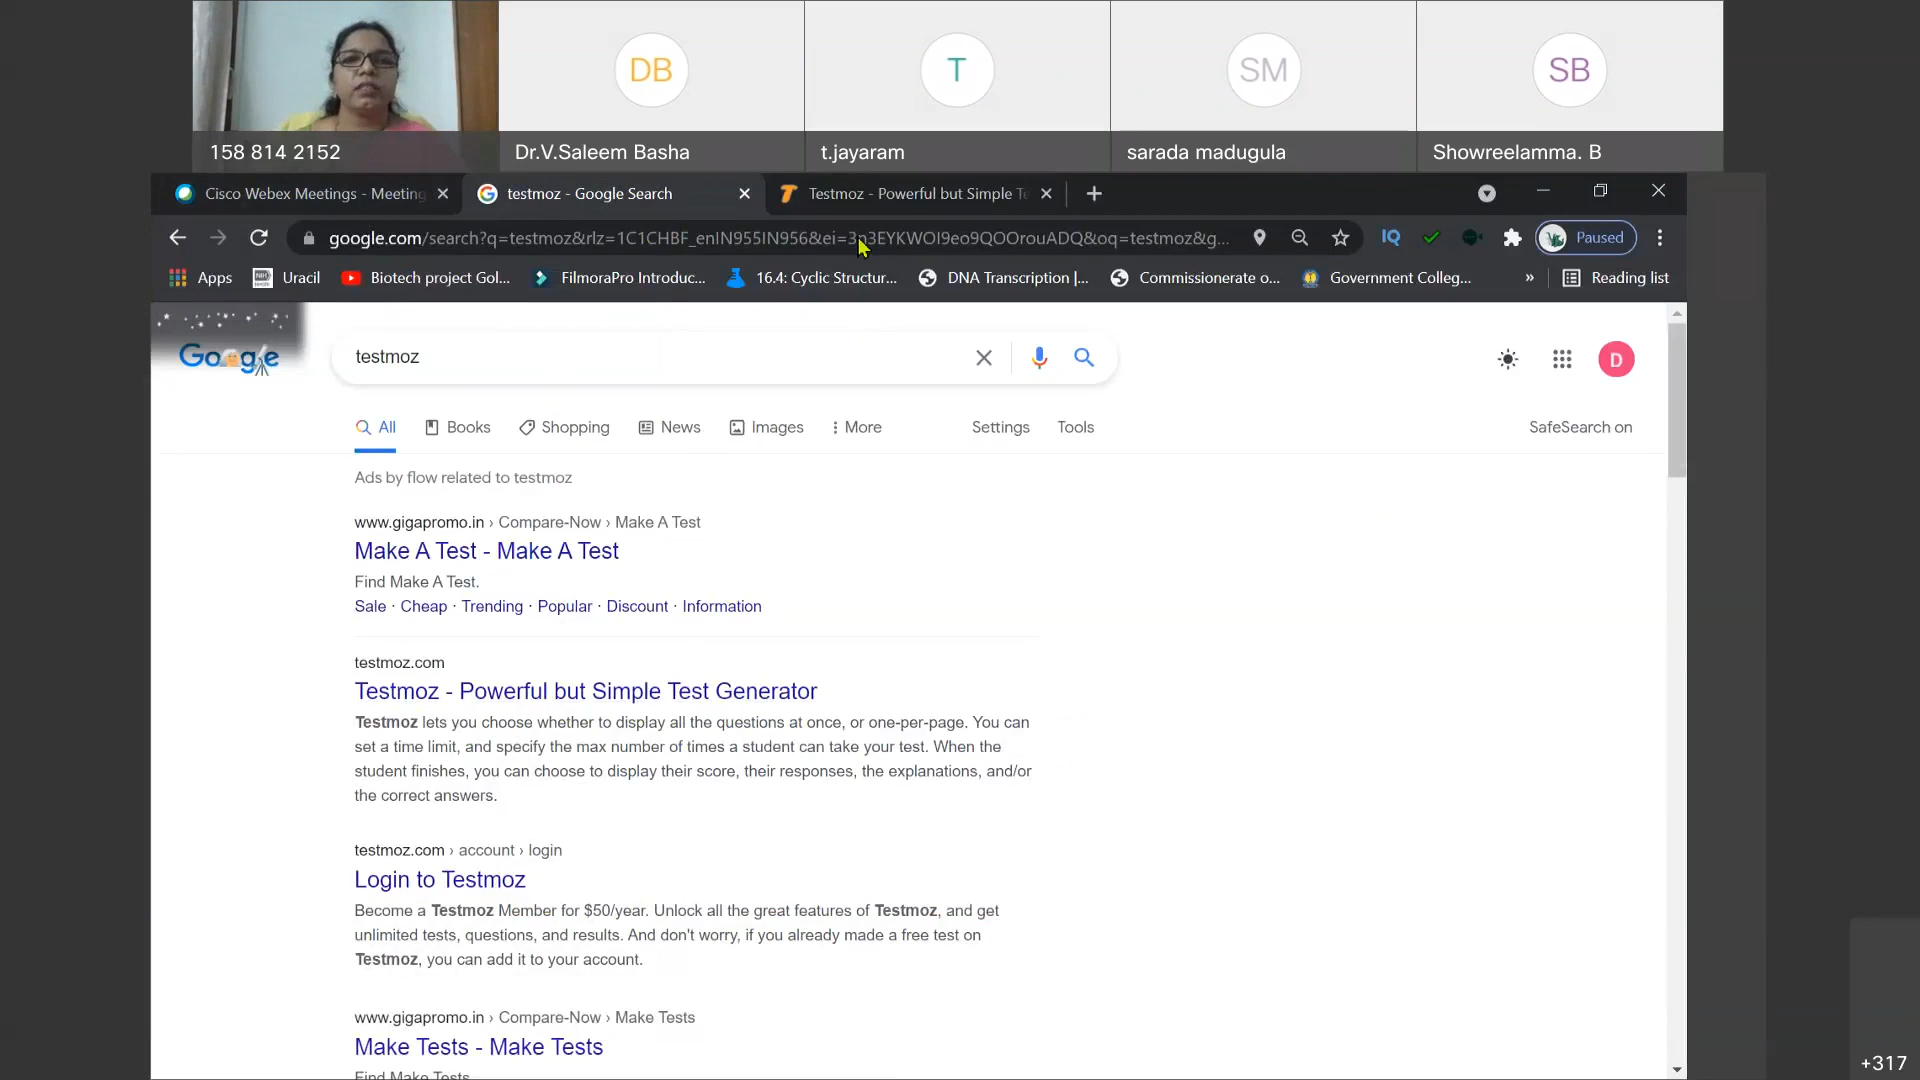 DB
T
SM
SB
158 814 2152
Dr.V.Saleem Basha
t.jayaram
sarada madugula
Showreelamma. B
Cisco Webex Meetings - Meeting
testmoz - Google Search
Testmoz - Powerful but Simple Te
google.com/search?q=testmoz&rlz=1C1CHBF_enIN955IN956&ei=3p3EYKWOI9eo9QOOrouADQ&oq=testmoz&g...
IQ
Paused
Apps
Uracil
Biotech project Gol...
FilmoraPro Introduc...
16.4: Cyclic Structur...
DNA Transcription |...
Commissionerate o...
Government Colleg...
»
Reading list
Google
testmoz
D
All
Books
Shopping
News
Images
More
Settings
Tools
SafeSearch on
Ads by flow related to testmoz
www.gigapromo.in › Compare-Now › Make A Test
Make A Test - Make A Test
Find Make A Test.
Sale · Cheap · Trending · Popular · Discount · Information
testmoz.com
Testmoz - Powerful but Simple Test Generator
Testmoz lets you choose whether to display all the questions at once, or one-per-page. You can
set a time limit, and specify the max number of times a student can take your test. When the
student finishes, you can choose to display their score, their responses, the explanations, and/or
the correct answers.
testmoz.com › account › login
Login to Testmoz
Become a Testmoz Member for $50/year. Unlock all the great features of Testmoz, and get
unlimited tests, questions, and results. And don't worry, if you already made a free test on
Testmoz, you can add it to your account.
www.gigapromo.in › Compare-Now › Make Tests
Make Tests - Make Tests
Find Make Tests
+317